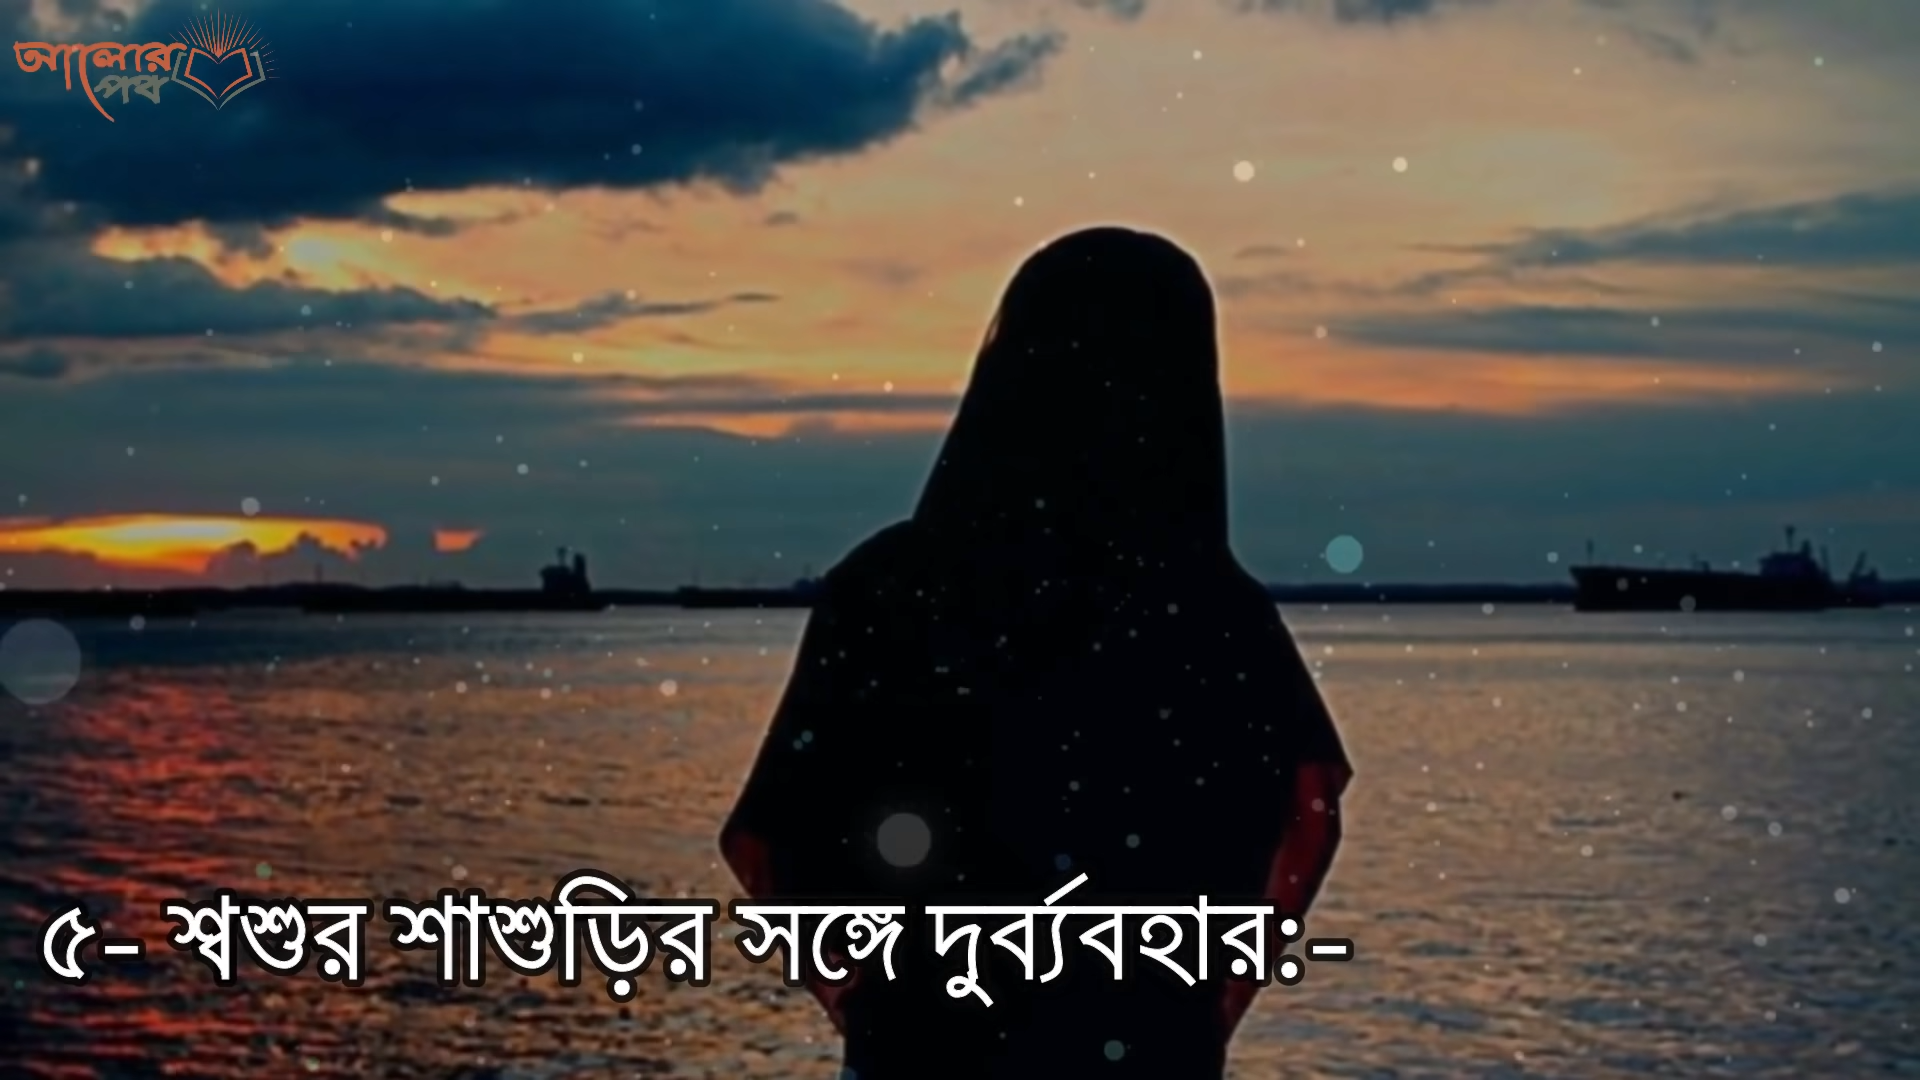 আলোর
পথ
৫- শ্বশুর শাশুড়ির সঙ্গে দুর্ব্যবহার:-